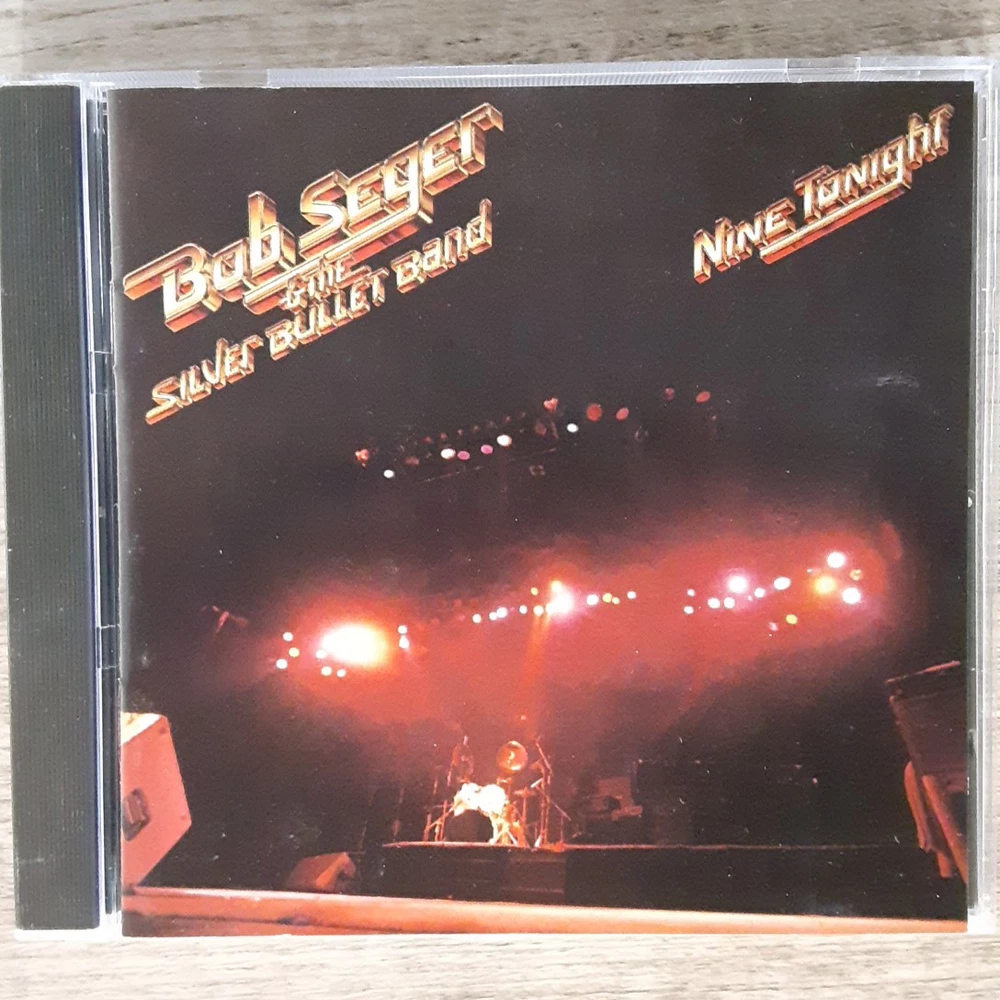 Bob Seger
& THE
SILVER BULLET Band
NINE Tonight